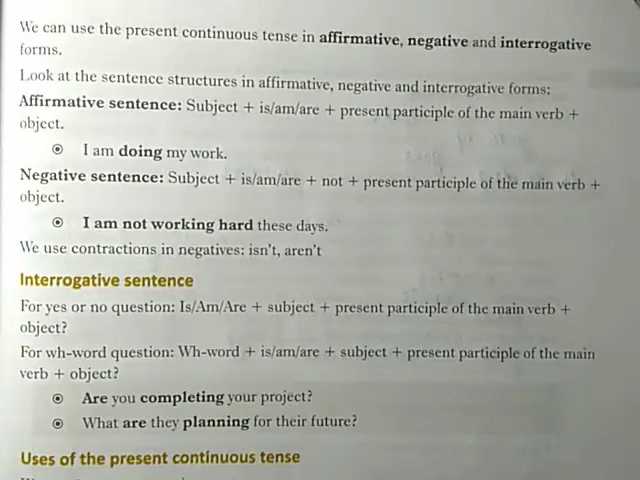 We can use the present continuous tense in affirmative, negative and interrogative
forms.
Look at the sentence structures in affirmative, negative and interrogative forms:
Affirmative sentence: Subject + is/am/are + present participle of the main verb +
object.
I am doing my work.
Negative sentence: Subject + is/am/are + not + present participle of the main verb +
object.
I am not working hard these days.
We use contractions in negatives: isn't, aren't
Interrogative sentence
For yes or no question: Is/Am/Are + subject + present participle of the main verb +
object?
For wh-word question: Wh-word + is/am/are + subject + present participle of the main
verb + object?
Are you completing your project?
What are they planning for their future?
Uses of the present continuous tense